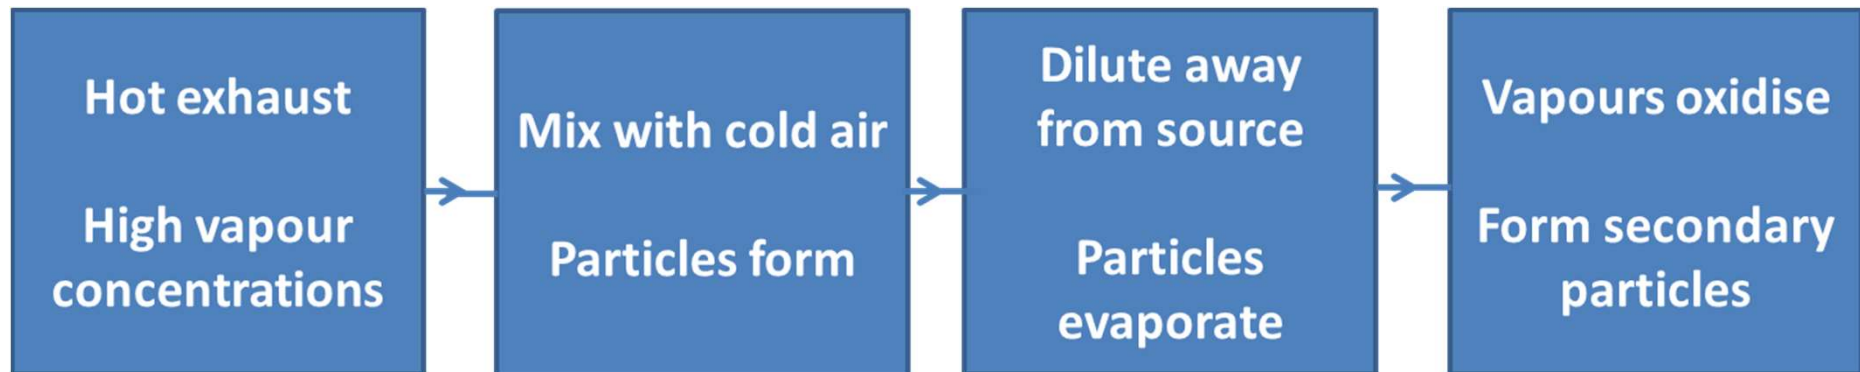 Hot exhaust
High vapour
concentrations
Mix with cold air
Particles form
Dilute away
from source
Particles
evaporate
Vapours oxidise
Form secondary
particles